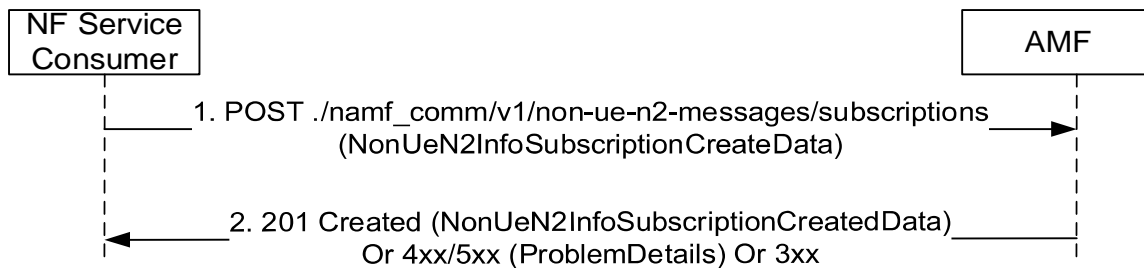 NF Service
Consumer
AMF
1. POST ./namf_comm/v1/non-ue-n2-messages/subscriptions
(NonUeN2InfoSubscriptionCreateData)
2. 201 Created (NonUeN2InfoSubscriptionCreatedData)
Or 4xx/5xx (ProblemDetails) Or 3xx